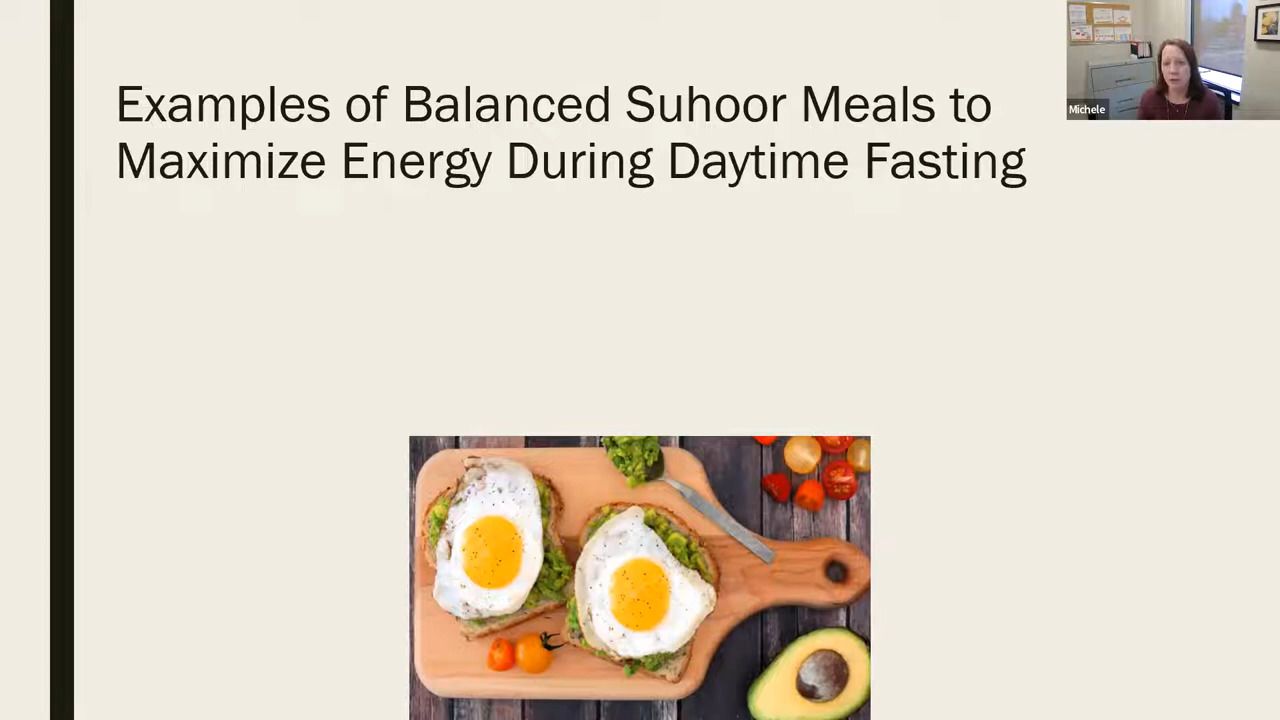 Examples of Balanced Suhoor Meals to
Maximize Energy During Daytime Fasting
Michele